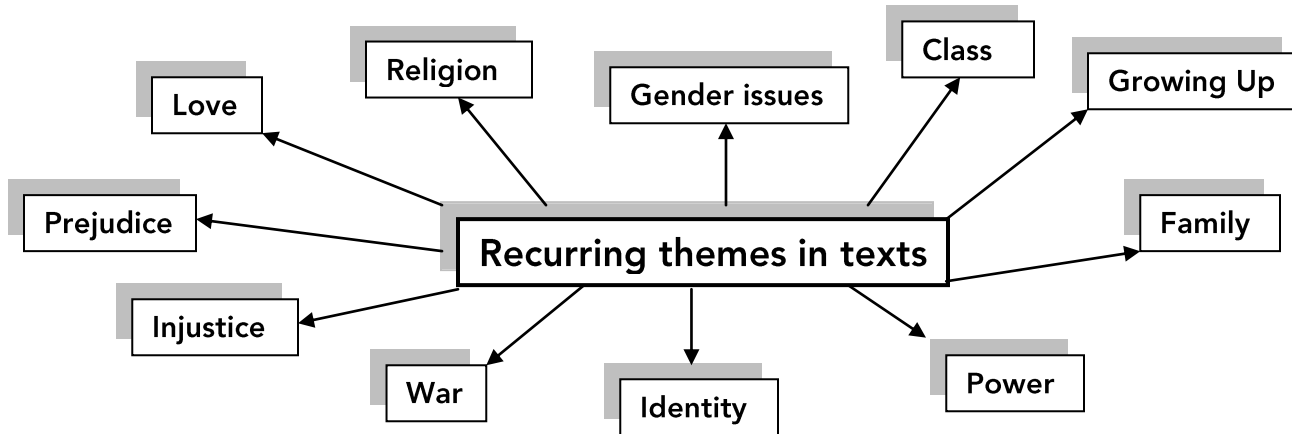 Class
Religion
Growing Up
Gender issues
Love
Prejudice
Family
Recurring themes in texts
Injustice
Power
War
Identity